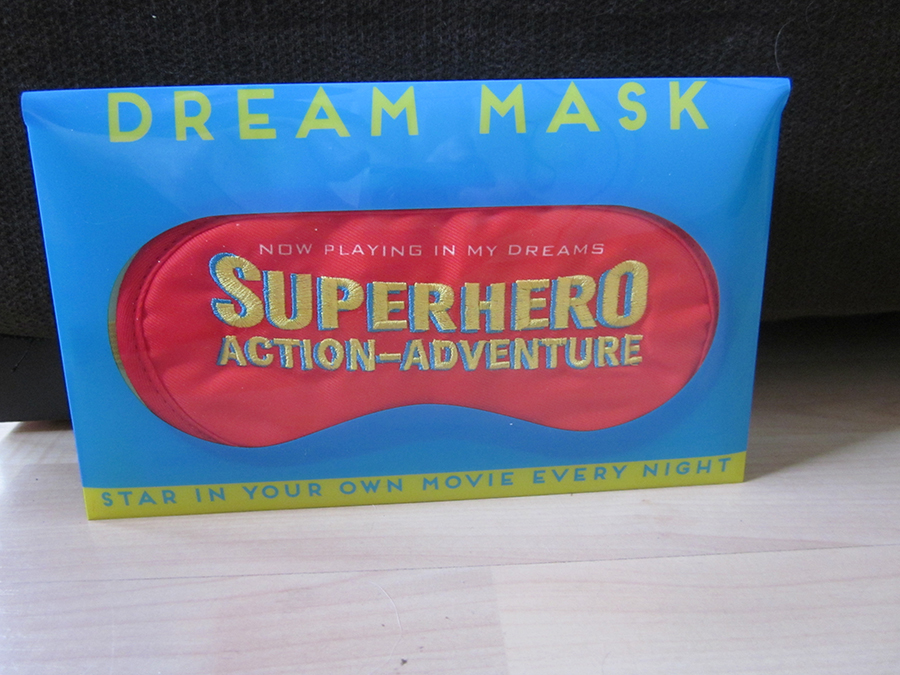 DREAM MASK
NOW PLAYING IN MY DREAMS
SUPERHERO
ACTION-ADVENTURE
STAR IN YOUR OWN MOVIE EVERY NIGHT